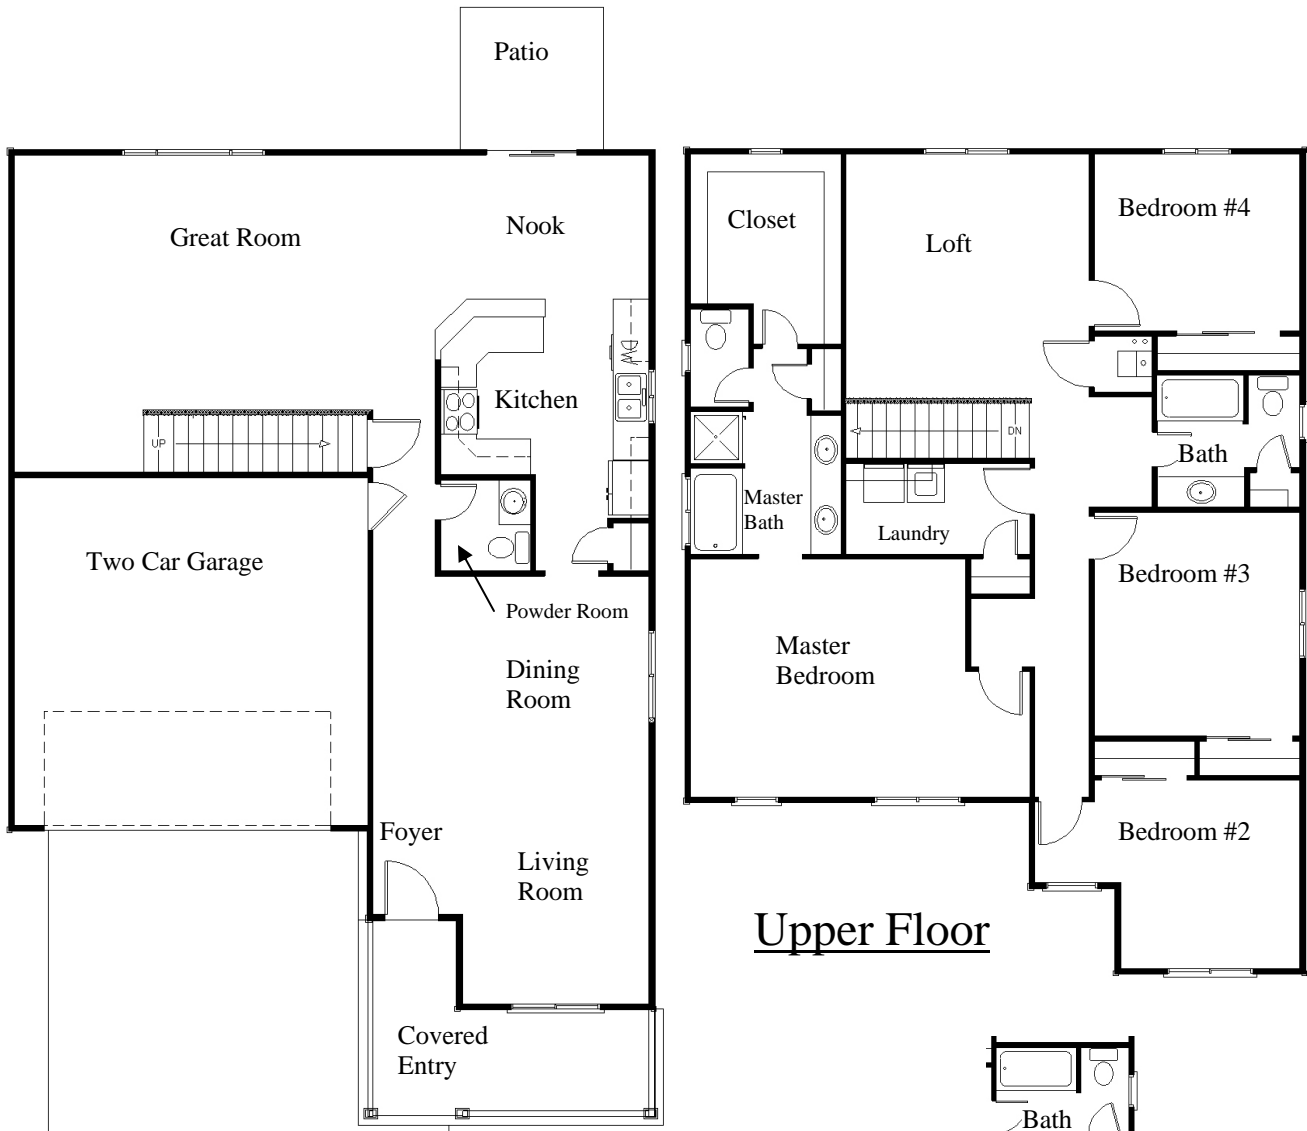 Patio
Great Room
Nook
Kitchen
UP
Two Car Garage
Powder Room
Dining
Room
Foyer
Living
Room
Covered
Entry
Closet
Loft
Bedroom #4
DN
Bath
Master
Bath
Laundry
Bedroom #3
Master
Bedroom
Bedroom #2
Upper Floor
Bath